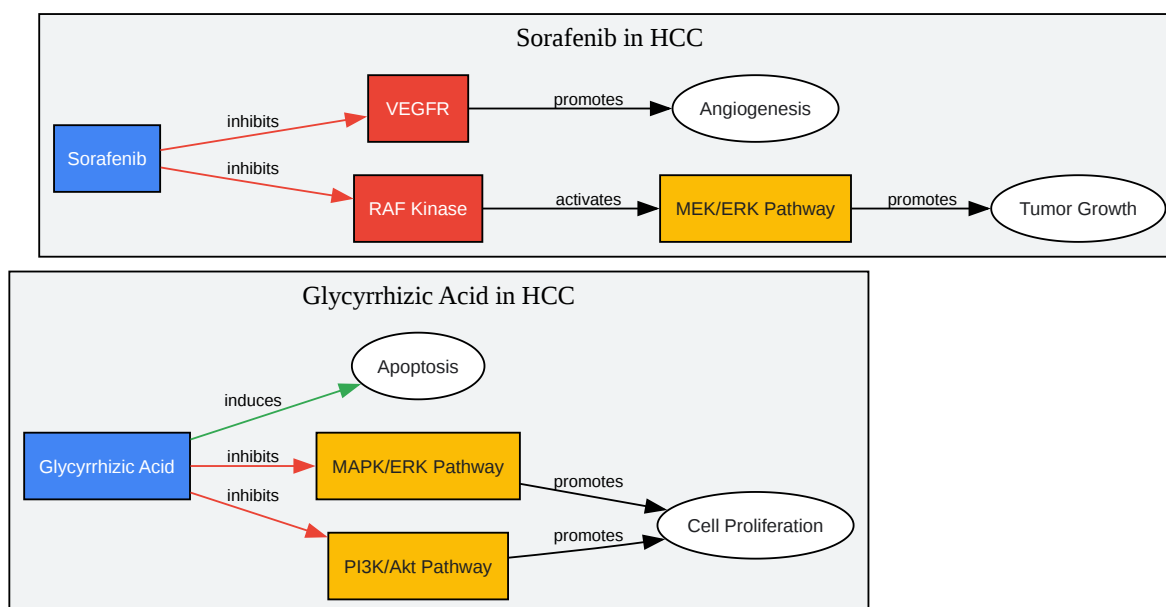 Sorafenib in HCC
VEGFR
promotes
Angiogenesis
inhibits
Sorafenib
inhibits
RAF Kinase
activates
MEK/ERK Pathway
promotes
Tumor Growth
Glycyrrhizic Acid in HCC
Apoptosis
induces
Glycyrrhizic Acid
inhibits
MAPK/ERK Pathway
promotes
inhibits
Cell Proliferation
PI3K/Akt Pathway
promotes